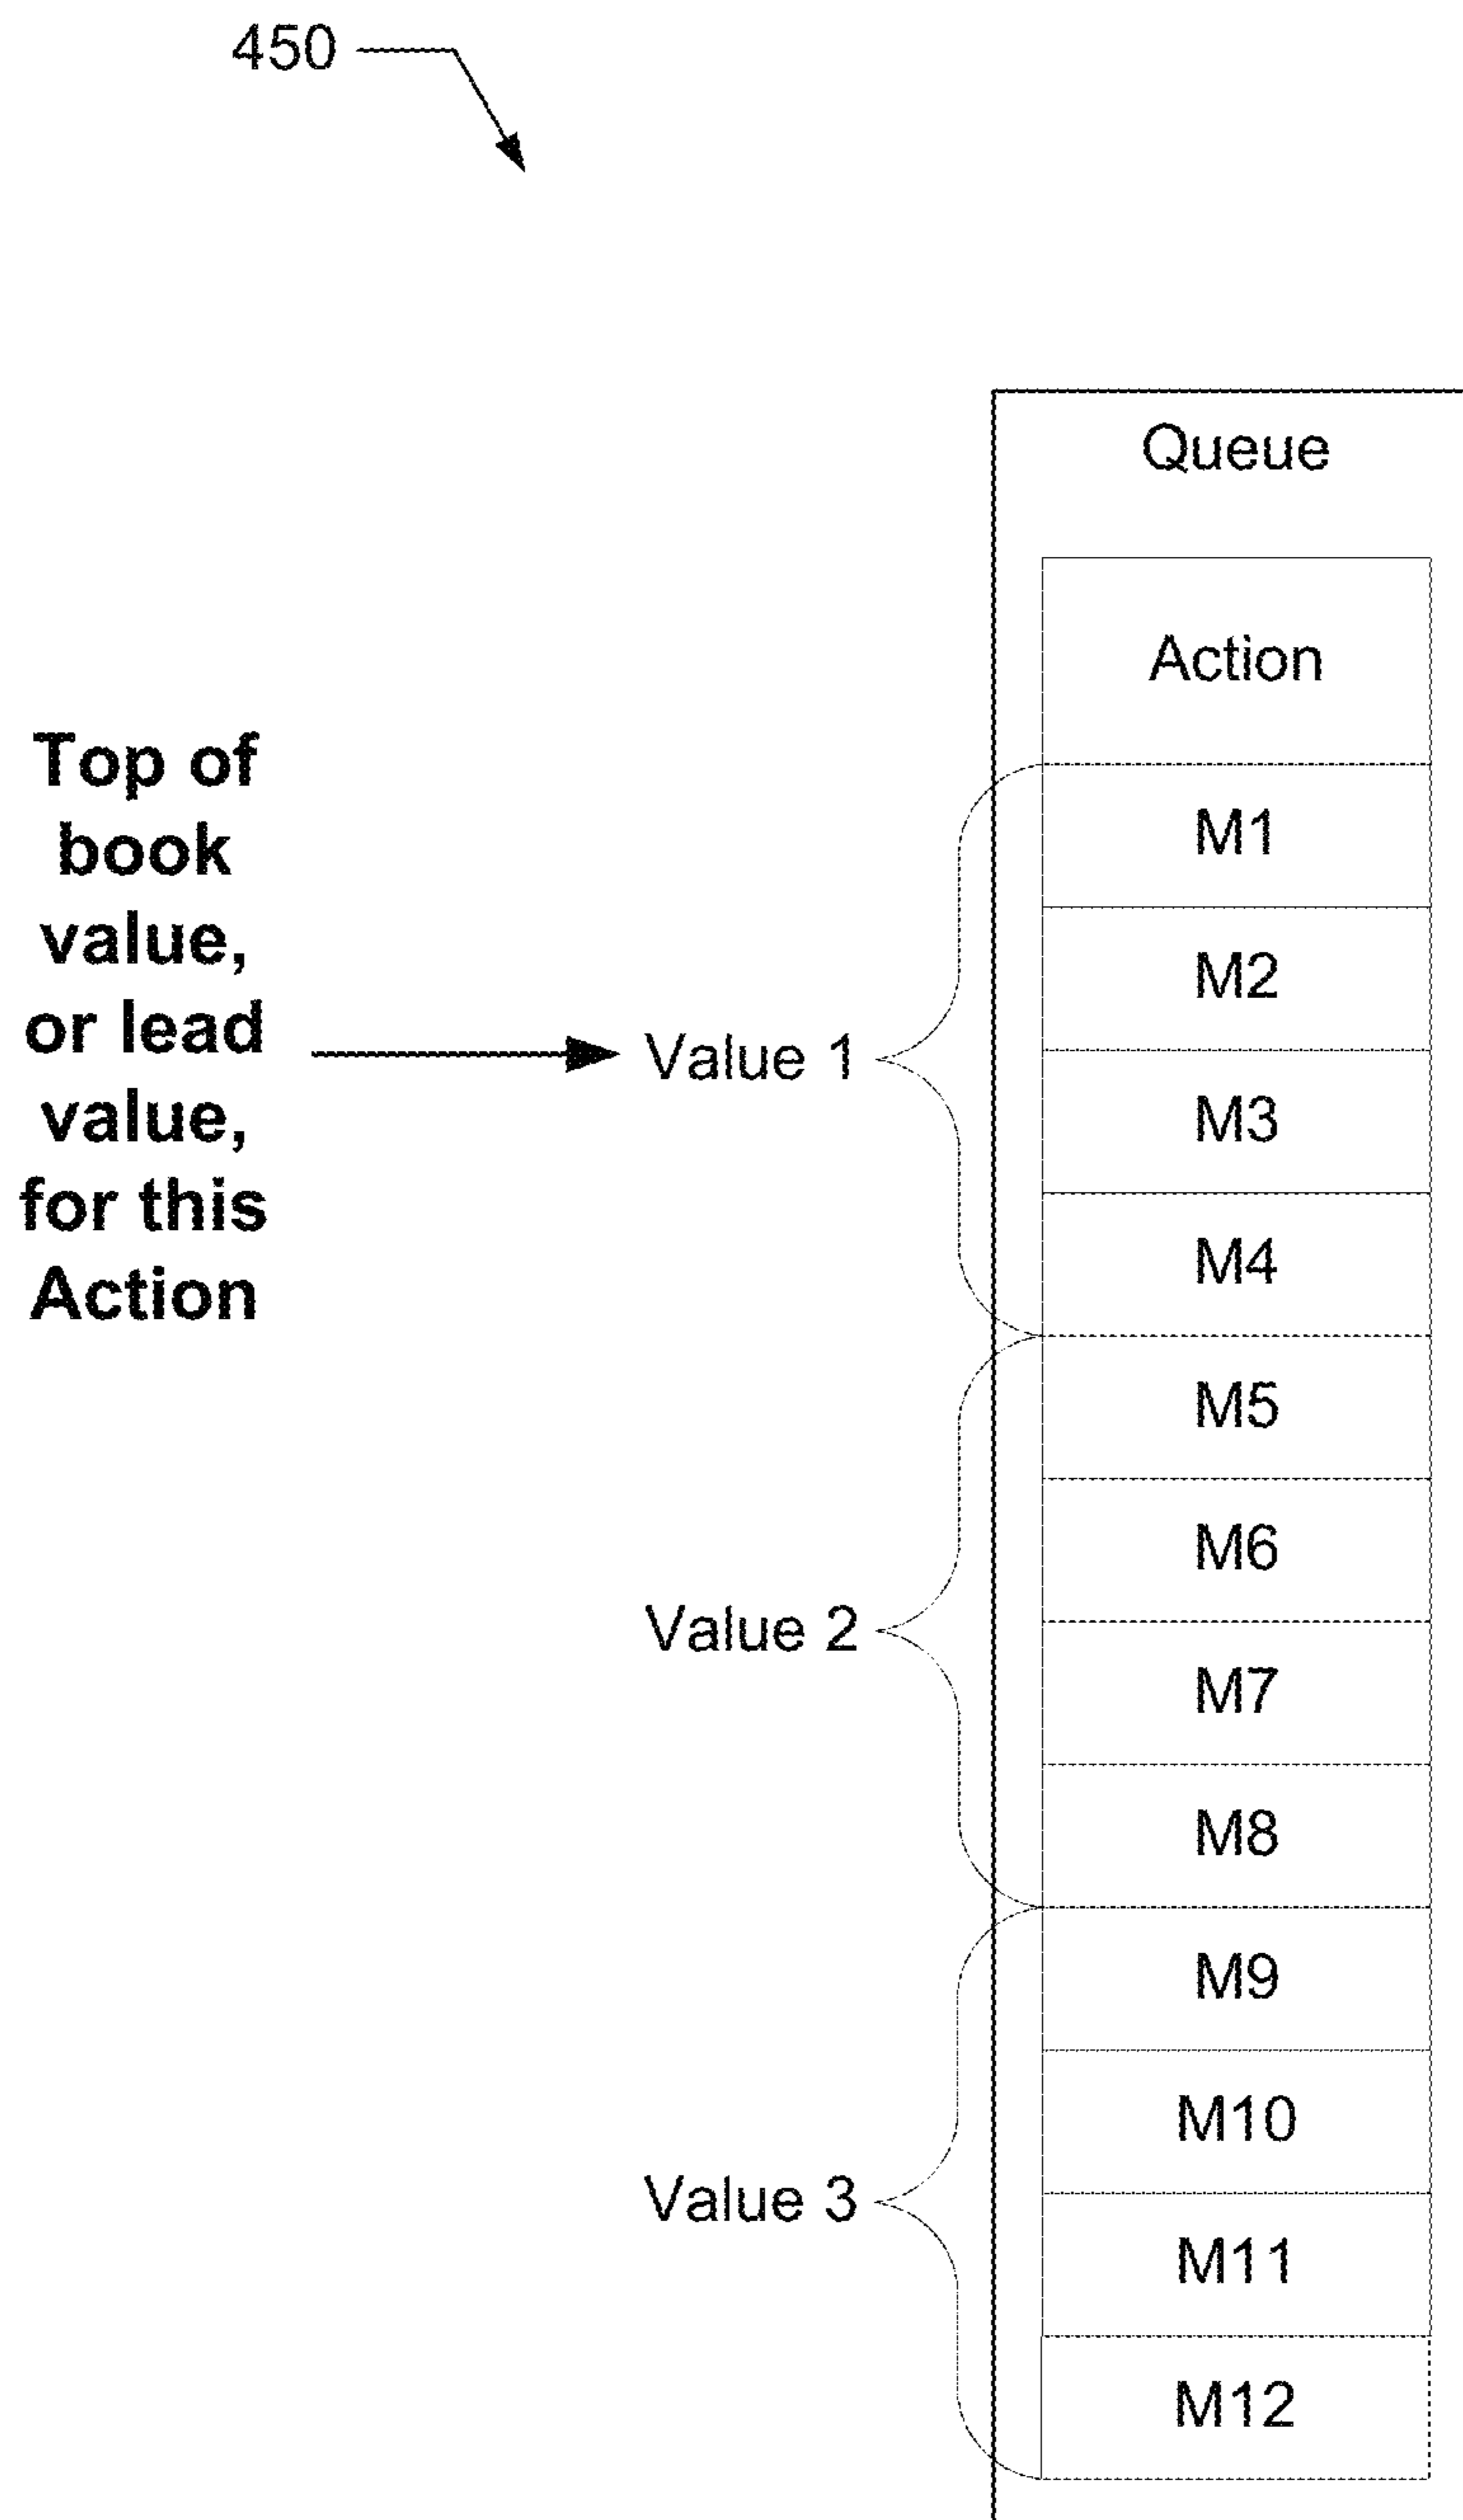 450
Queue
Action
Top of
book
value,
or lead
value,
for this
Action
Value 1
M1
M2
M3
M4
Value 2
M5
M6
M7
M8
Value 3
M9
M10
M11
M12